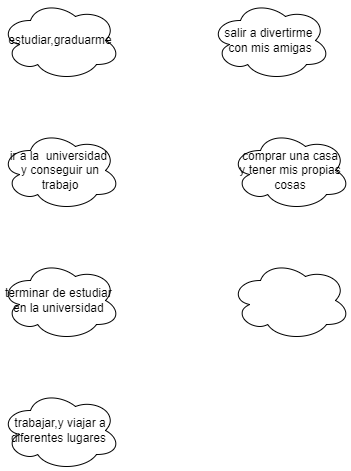 estudiar,graduarme
salir a divertirme
con mis amigas
ir a la  universidad
y conseguir un
trabajo
comprar una casa
y tener mis propias
cosas
terminar de estudiar
en la universidad
trabajar,y viajar a
diferentes lugares